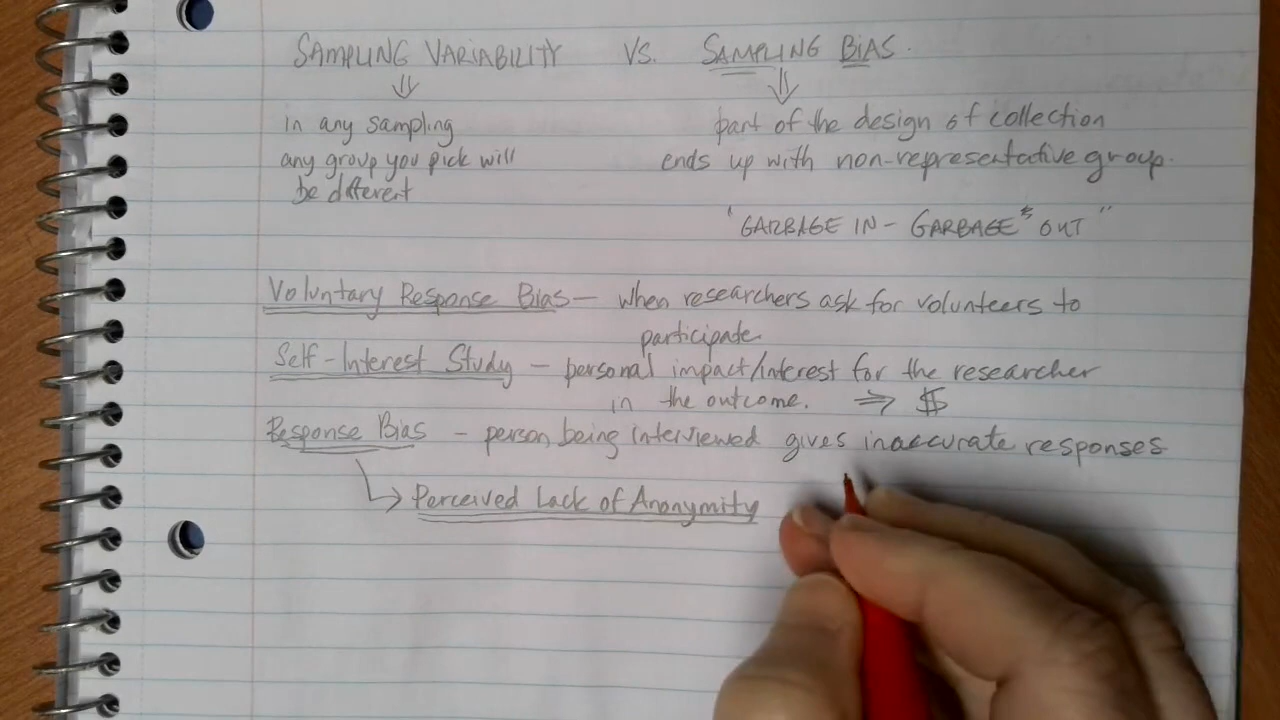 SAMPLING VARIABILITY VS. SAMPLING BIAS.
in any sampling
any group you pick will
be different
part of the design of collection
ends up with non-representative group.
"GARBAGE IN - GARBAGE OUT"
Voluntary Response Bias — when researchers ask for volunteers to
participate.
Self-Interest Study — personal impact/interest for the researcher
in the outcome. ⇒ $
Response Bias - person being interviewed gives inaccurate responses
Perceived Lack of Anonymity